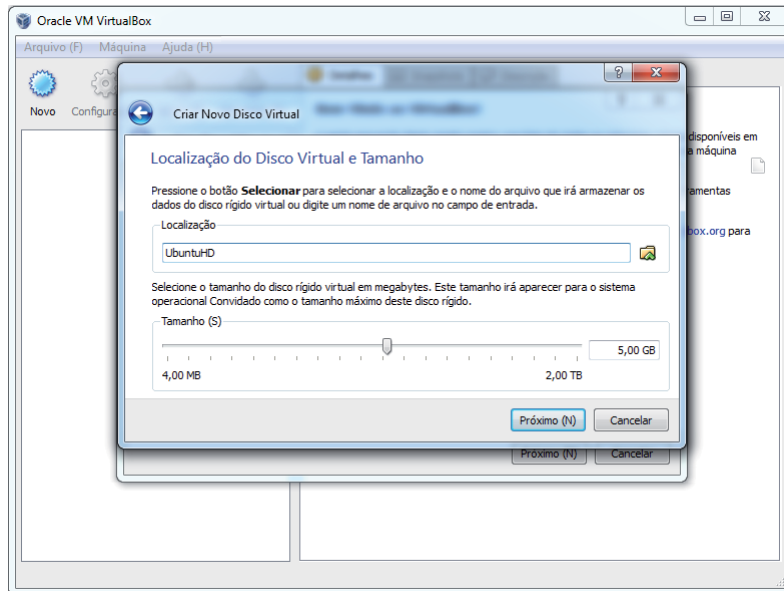 Oracle VM VirtualBox
Arquivo (F) Máquina Ajuda (H)
Novo
Configura
Criar Novo Disco Virtual
disponíveis em
a máquina
ramentas
box.org para
Localização do Disco Virtual e Tamanho
Pressione o botão Selecionar para selecionar a localização e o nome do arquivo que irá armazenar os
dados do disco rígido virtual ou digite um nome de arquivo no campo de entrada.
Localização
UbuntuHD
Selecione o tamanho do disco rígido virtual em megabytes. Este tamanho irá aparecer para o sistema
operacional Convidado como o tamanho máximo deste disco rígido.
Tamanho (S)
5,00 GB
4,00 MB 2,00 TB
Próximo (N) Cancelar
Próximo (N) Cancelar